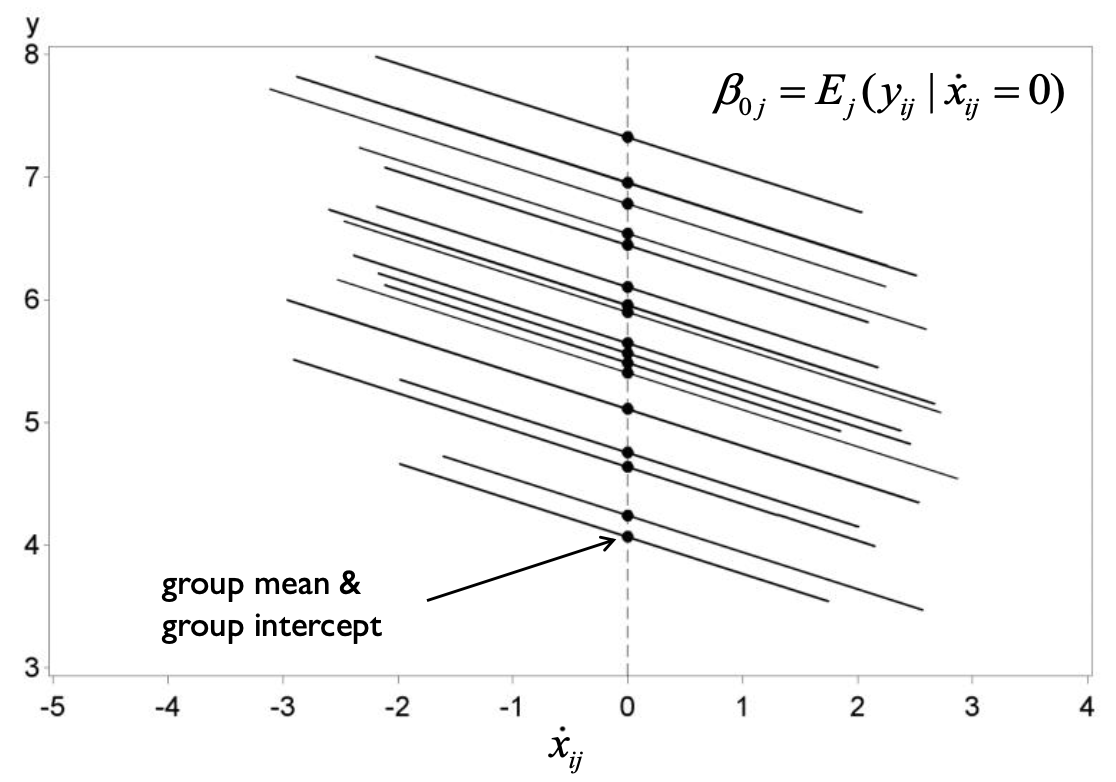 y
8
β₀ⱼ = Eⱼ(yᵢⱼ | ẋᵢⱼ = 0)
7
6
5
4
group mean &
group intercept
3
-5 -4 -3 -2 -1 0 1 2 3 4
ẋᵢⱼ